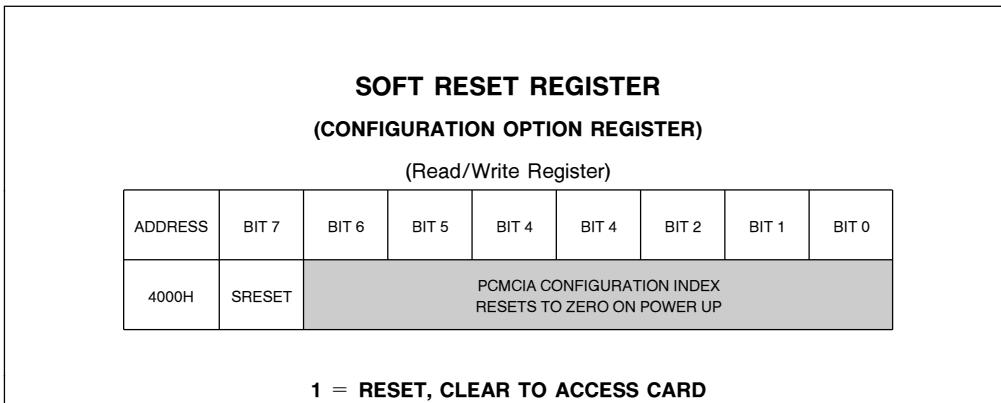 SOFT RESET REGISTER
(CONFIGURATION OPTION REGISTER)
(Read/Write Register)
ADDRESS BIT 7 BIT 6 BIT 5 BIT 4 BIT 4 BIT 2 BIT 1 BIT 0
4000H SRESET PCMCIA CONFIGURATION INDEX
RESETS TO ZERO ON POWER UP
1 = RESET, CLEAR TO ACCESS CARD